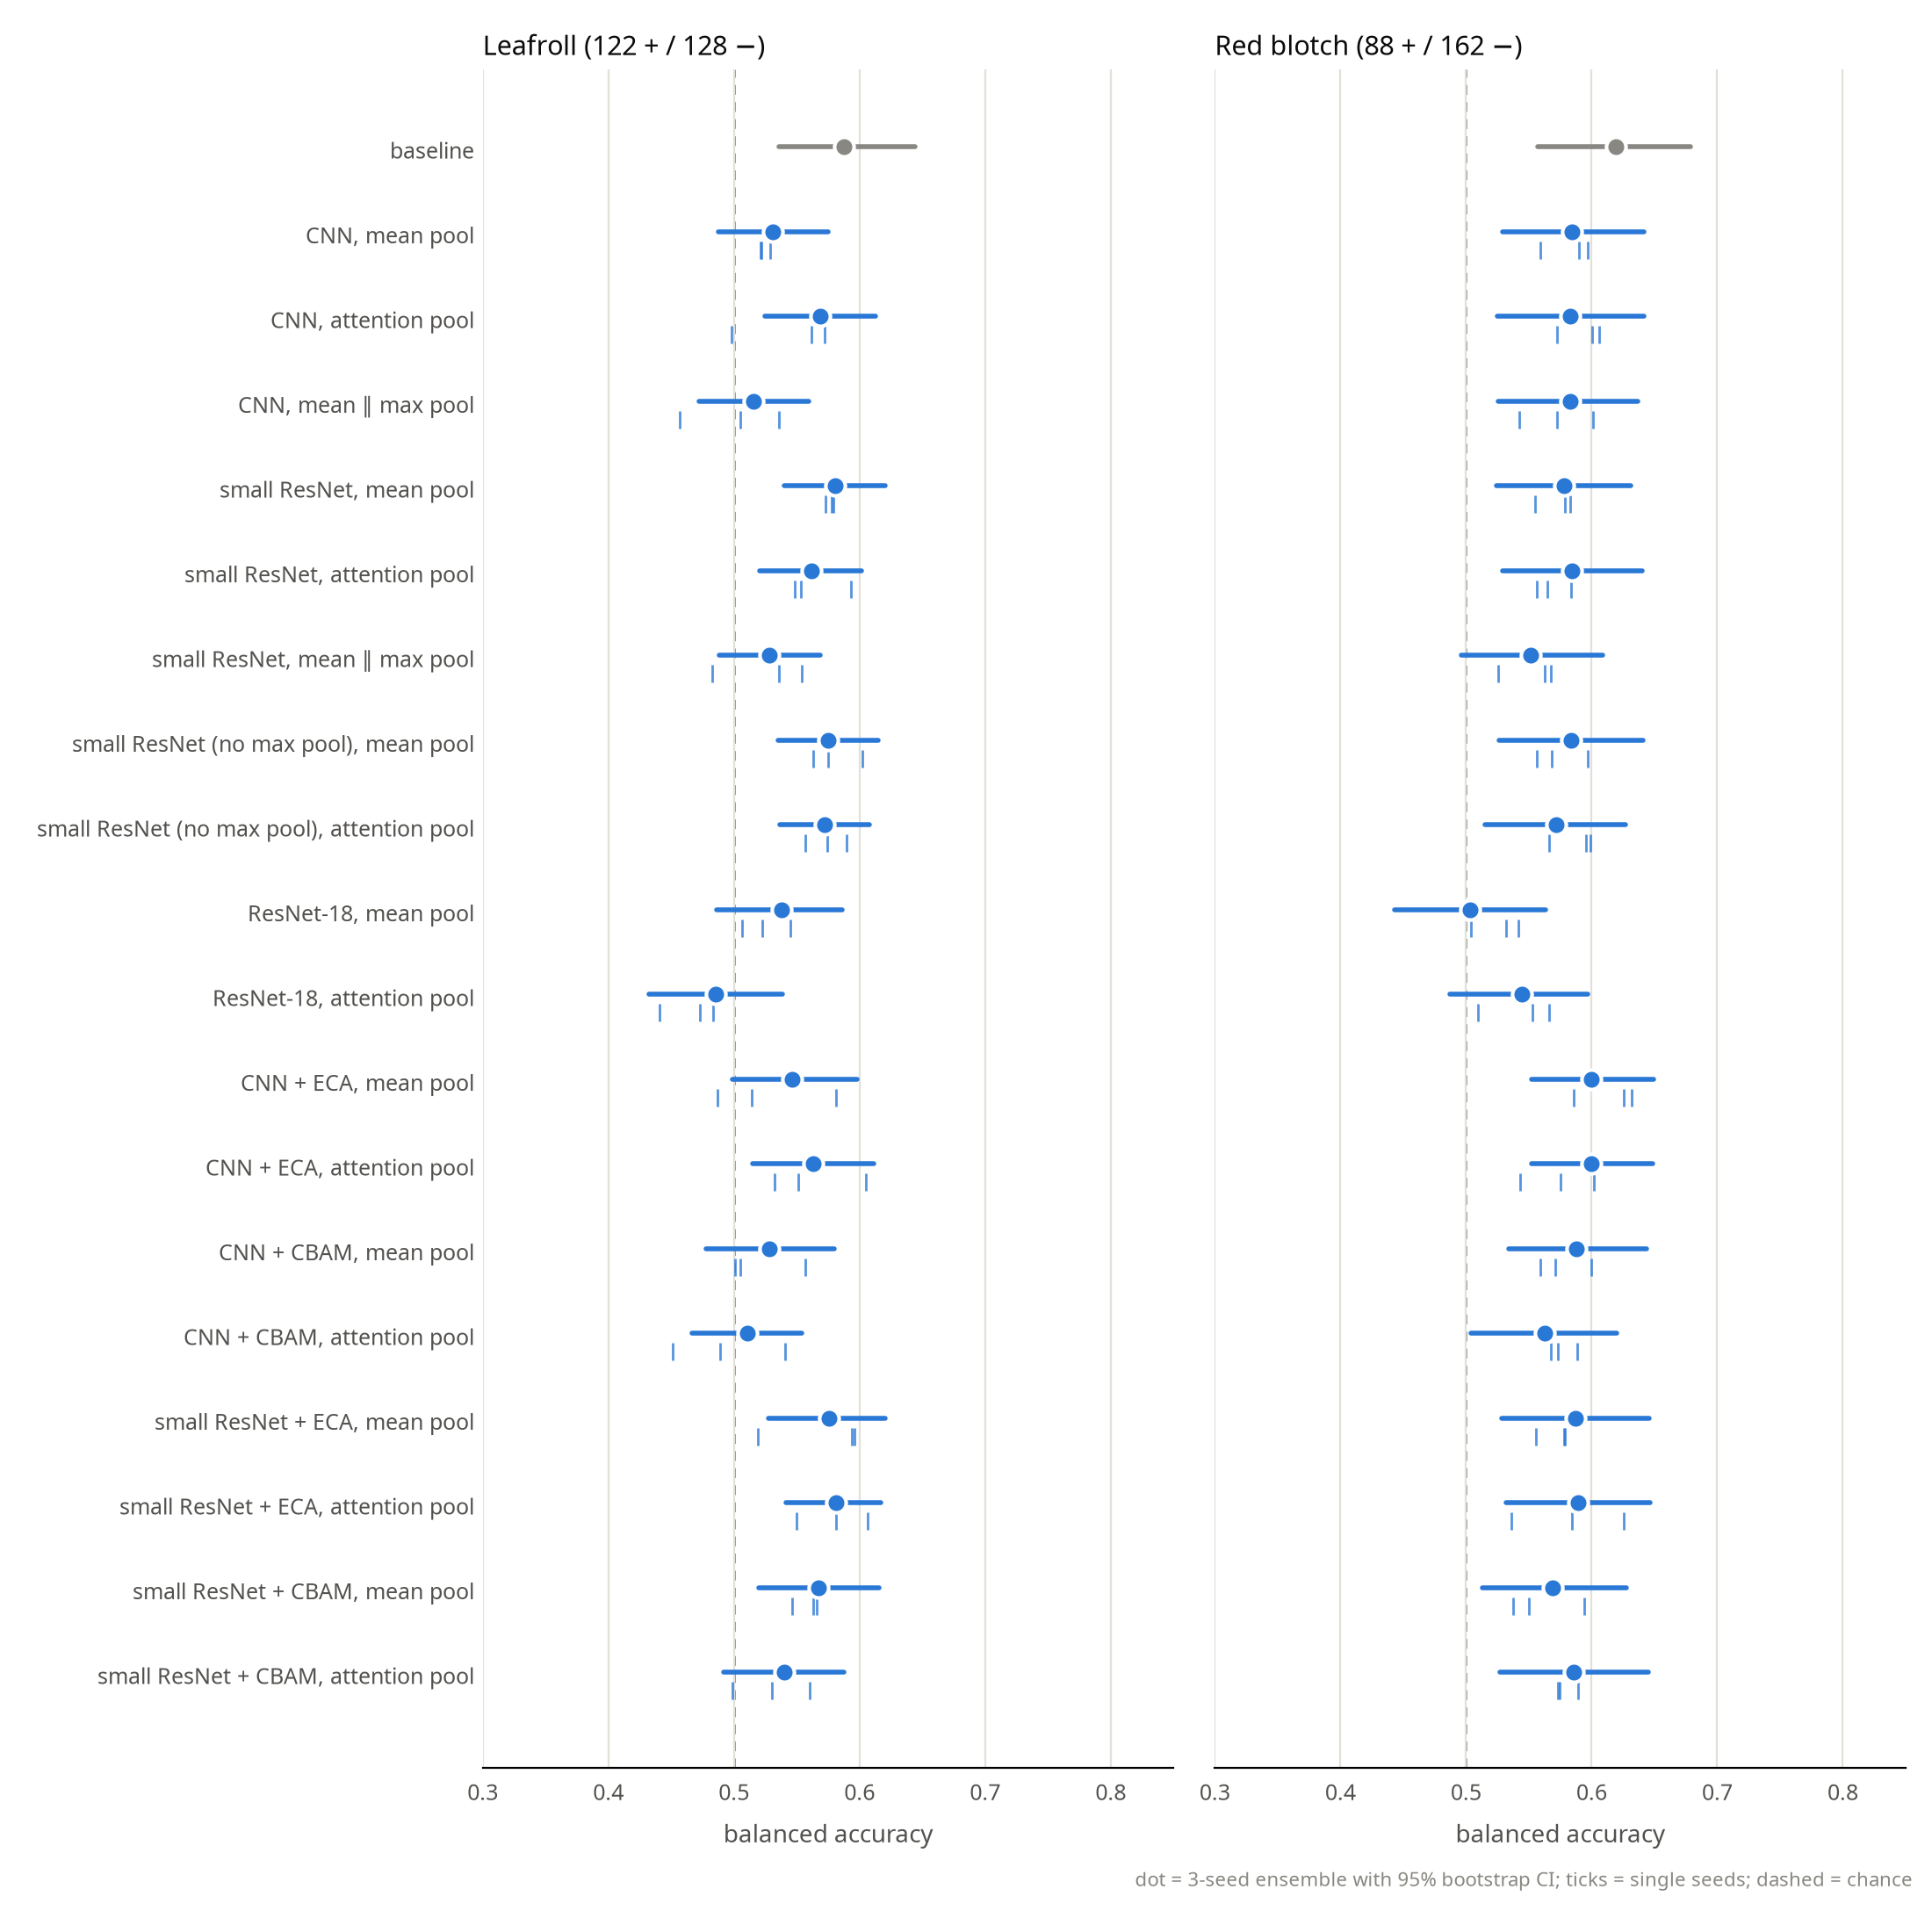 Leafroll (122 + / 128 −)
Red blotch (88 + / 162 −)
baseline
CNN, mean pool
CNN, attention pool
CNN, mean ∥ max pool
small ResNet, mean pool
small ResNet, attention pool
small ResNet, mean ∥ max pool
small ResNet (no max pool), mean pool
small ResNet (no max pool), attention pool
ResNet-18, mean pool
ResNet-18, attention pool
CNN + ECA, mean pool
CNN + ECA, attention pool
CNN + CBAM, mean pool
CNN + CBAM, attention pool
small ResNet + ECA, mean pool
small ResNet + ECA, attention pool
small ResNet + CBAM, mean pool
small ResNet + CBAM, attention pool
0.3 0.4 0.5 0.6 0.7 0.8
0.3 0.4 0.5 0.6 0.7 0.8
balanced accuracy
balanced accuracy
dot = 3-seed ensemble with 95% bootstrap CI; ticks = single seeds; dashed = chance